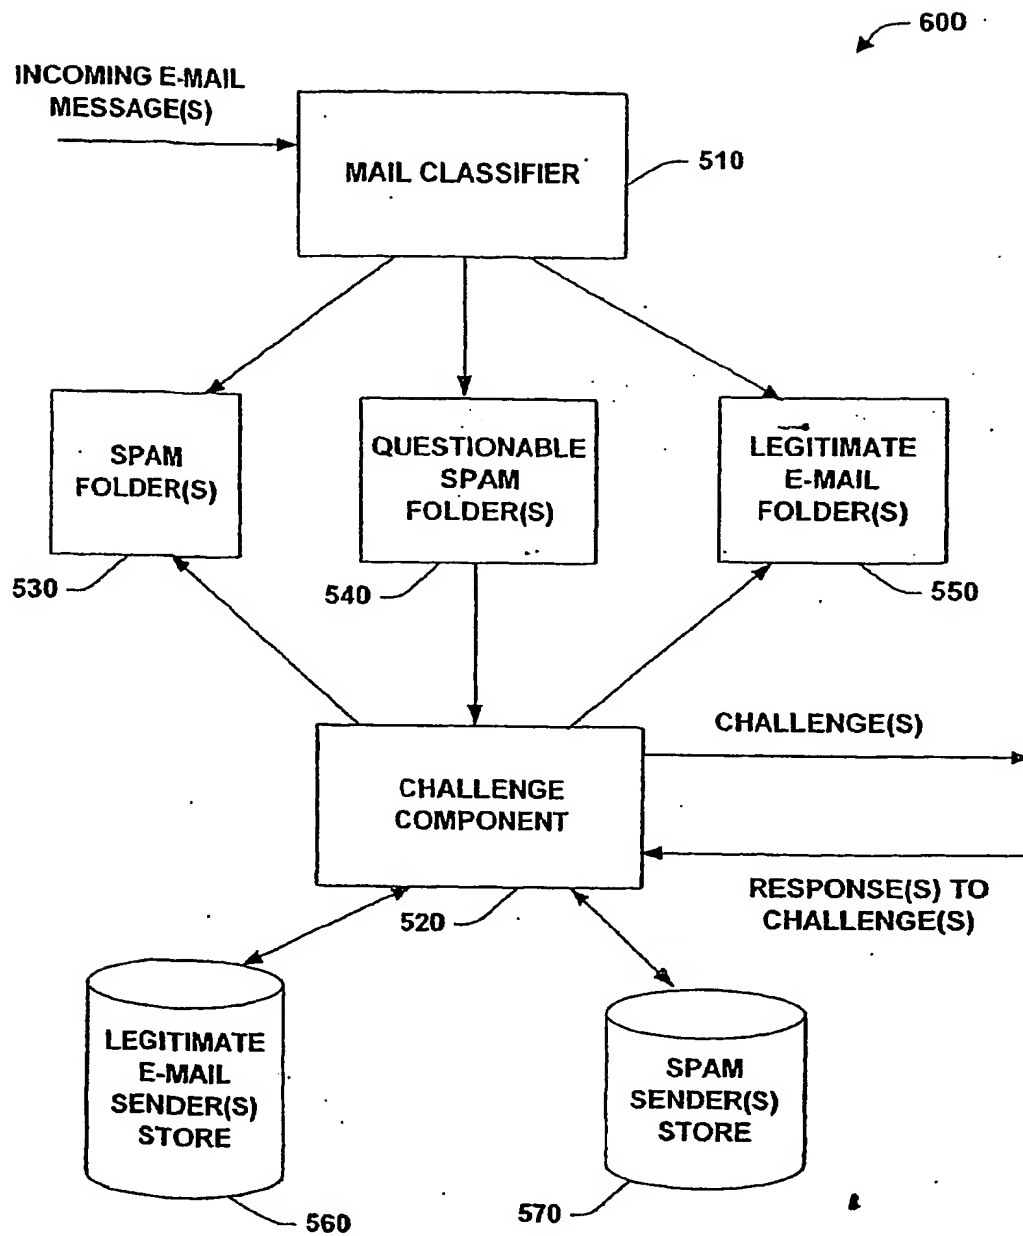 600
INCOMING E-MAIL
MESSAGE(S)
MAIL CLASSIFIER
510
SPAM
FOLDER(S)
QUESTIONABLE
SPAM
FOLDER(S)
LEGITIMATE
E-MAIL
FOLDER(S)
530
540
550
CHALLENGE(S)
CHALLENGE
COMPONENT
RESPONSE(S) TO
CHALLENGE(S)
520
LEGITIMATE
E-MAIL
SENDER(S)
STORE
SPAM
SENDER(S)
STORE
560
570